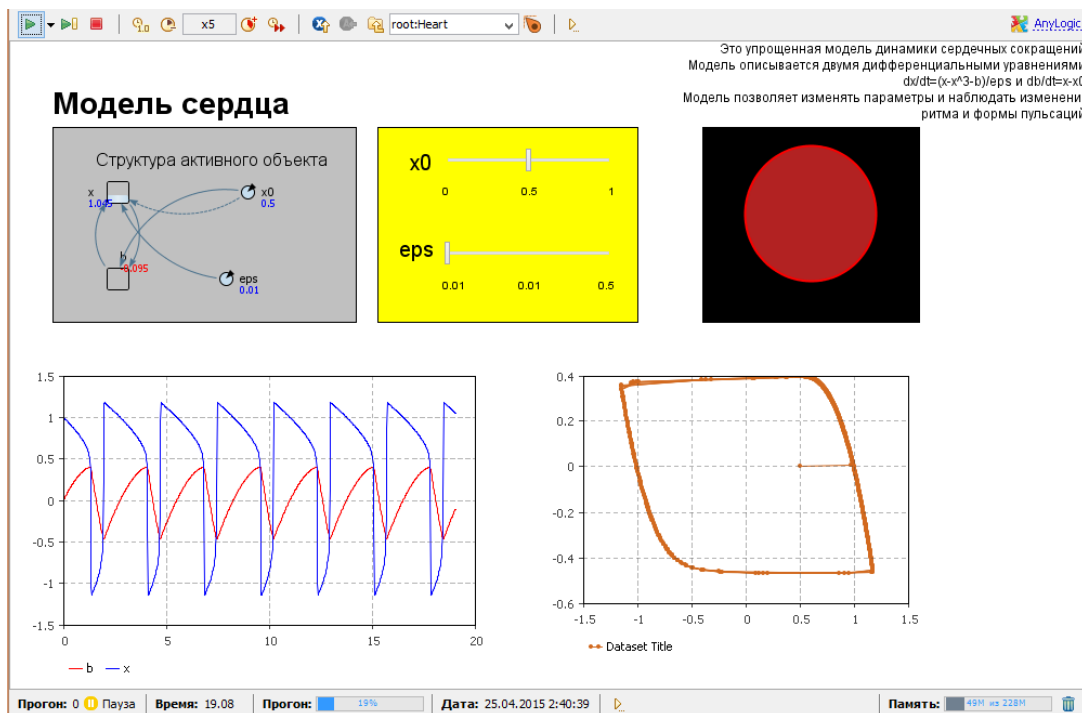 x5
root:Heart
AnyLogic
Это упрощенная модель динамики сердечных сокращений
Модель описывается двумя дифференциальными уравнениями
dx/dt=(x-x^3-b)/eps и db/dt=x-x0
Модель позволяет изменять параметры и наблюдать изменени
ритма и формы пульсаций
Модель сердца
Структура активного объекта
x
1.045
x0
0.5
b
-0.095
eps
0.01
x0
0
0.5
1
eps
0.01
0.01
0.5
1.5
1
0.5
0
-0.5
-1
-1.5
0
5
10
15
20
b
x
0.4
0.2
0
-0.2
-0.4
-0.6
-1.5
-1
-0.5
0
0.5
1
1.5
Dataset Title
Прогон: 0 Пауза Время: 19.08 Прогон: 19% Дата: 25.04.2015 2:40:39 Память: 49M из 228M